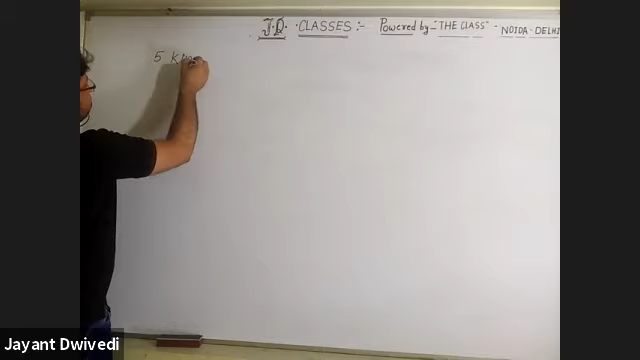 J.D. CLASSES :- Powered by - "THE CLASS" - NOIDA - DELHI
5 K
Jayant Dwivedi